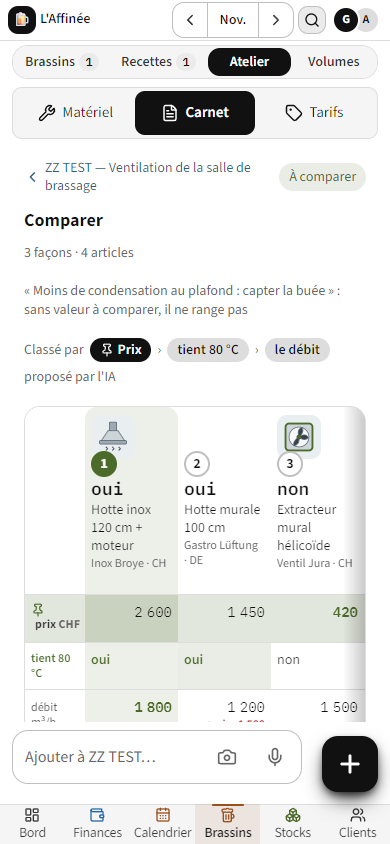 L'Affinée
Nov.
G
A
Brassins 1
Recettes 1
Atelier
Volumes
Matériel
Carnet
Tarifs
ZZ TEST — Ventilation de la salle de
brassage
À comparer
Comparer
3 façons · 4 articles
« Moins de condensation au plafond : capter la buée » :
sans valeur à comparer, il ne range pas
Classé par Prix › tient 80 °C › le débit
proposé par l'IA
1
oui
Hotte inox
120 cm +
moteur
Inox Broye · CH
2
oui
Hotte murale
100 cm
Gastro Lüftung
· DE
3
non
Extracteur
mural
hélicoïde
Ventil Jura · CH
prix CHF 2 600 1 450 420
tient 80
°C
oui oui non
débit
m³/h
1 800 1 200 1 500
Ajouter à ZZ TEST…
Bord
Finances
Calendrier
Brassins
Stocks
Clients